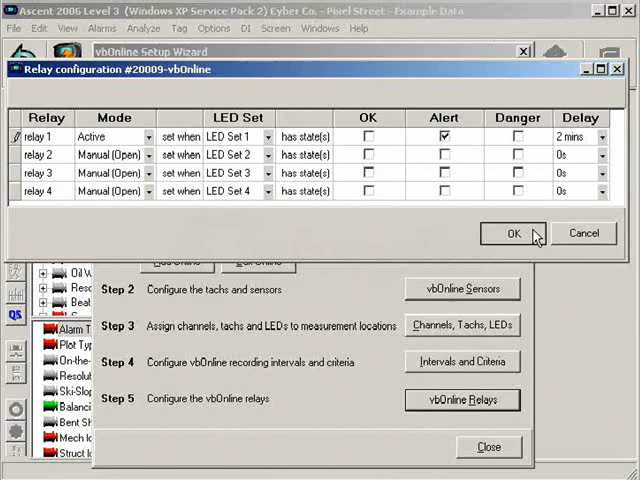 Ascent 2006 Level 3 (Windows XP Service Pack 2) Cyber Co. - Pixel Street - Example Data
File Edit View Alarms Analyze Tag Options DI Screen Windows Help
vbOnline Setup Wizard
Relay configuration #20009-vbOnline
Relay Mode LED Set OK Alert Danger Delay
relay 1 Active set when LED Set 1 has state(s) 2 mins
relay 2 Manual (Open) set when LED Set 2 has state(s) 0s
relay 3 Manual (Open) set when LED Set 3 has state(s) 0s
relay 4 Manual (Open) set when LED Set 4 has state(s) 0s
OK Cancel
Oil W
Step 2 Configure the tachs and sensors vbOnline Sensors
Reso
Beat
QS
Step 3 Assign channels, tachs and LEDs to measurement locations Channels, Tachs, LEDs
Alarm T
Plot Typ
On-the-
Step 4 Configure vbOnline recording intervals and criteria Intervals and Criteria
Resolut
Ski-Slop
Step 5 Configure the vbOnline relays vbOnline Relays
Balanci
Bent Sh
Mech lo
Struct lo
Close